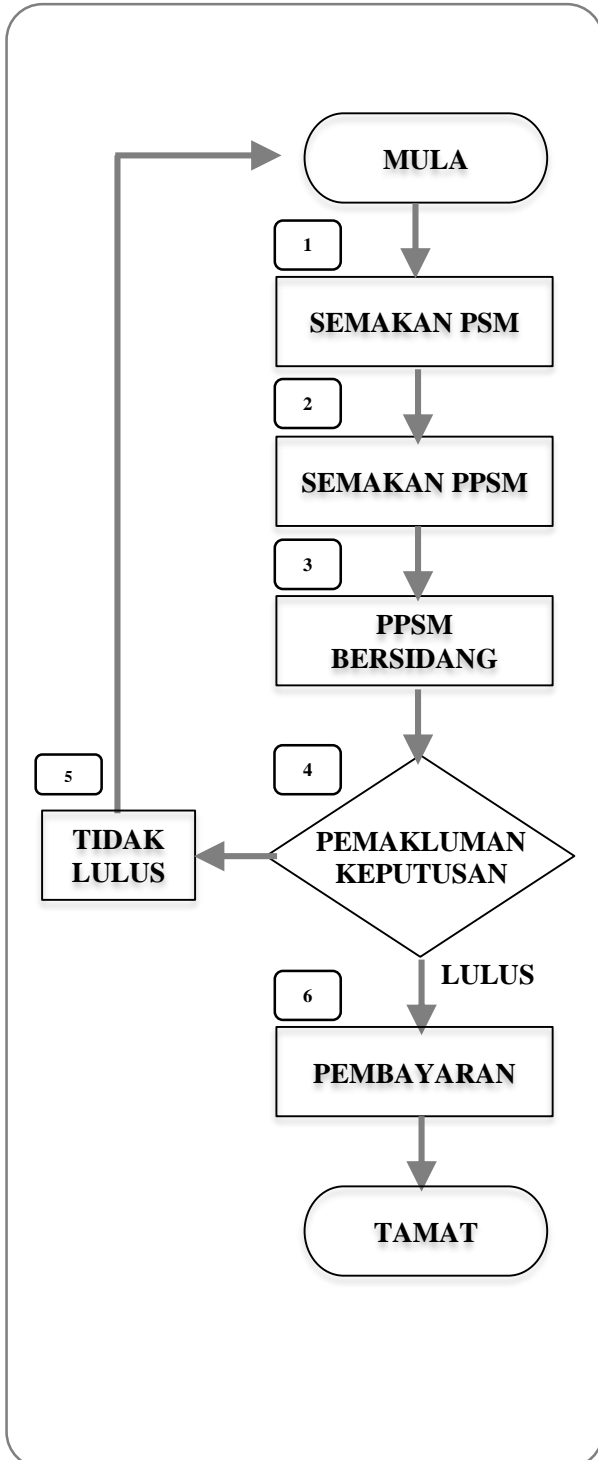 MULA
1
SEMAKAN PSM
2
SEMAKAN PPSM
3
PPSM
BERSIDANG
4
PEMAKLUMAN
KEPUTUSAN
5
TIDAK
LULUS
LULUS
6
PEMBAYARAN
TAMAT